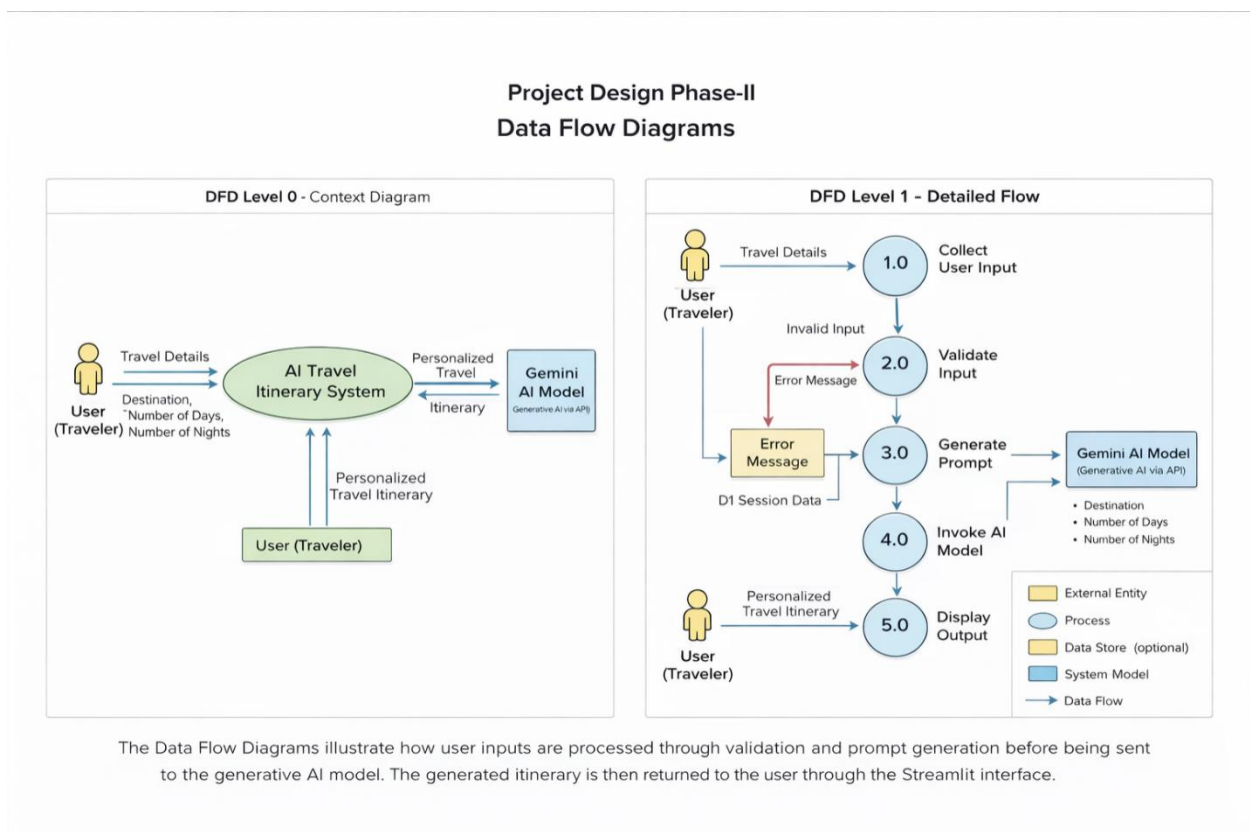 Project Design Phase-II
Data Flow Diagrams
DFD Level 0 - Context Diagram
Travel Details
Destination,
Number of Days,
Number of Nights
User
(Traveler)
AI Travel
Itinerary System
Personalized
Travel
Itinerary
Gemini
AI Model
Generative AI via API)
Personalized
Travel Itinerary
User (Traveler)
DFD Level 1 - Detailed Flow
User
(Traveler)
Travel Details
1.0
Collect
User Input
Invalid Input
2.0
Validate
Input
Error Message
Error
Message
D1 Session Data
3.0
Generate
Prompt
Gemini AI Model
(Generative AI via API)
• Destination
• Number of Days
• Number of Nights
4.0
Invoke AI
Model
Personalized
Travel Itinerary
User
(Traveler)
5.0
Display
Output
External Entity
Process
Data Store (optional)
System Model
Data Flow
The Data Flow Diagrams illustrate how user inputs are processed through validation and prompt generation before being sent
to the generative AI model. The generated itinerary is then returned to the user through the Streamlit interface.